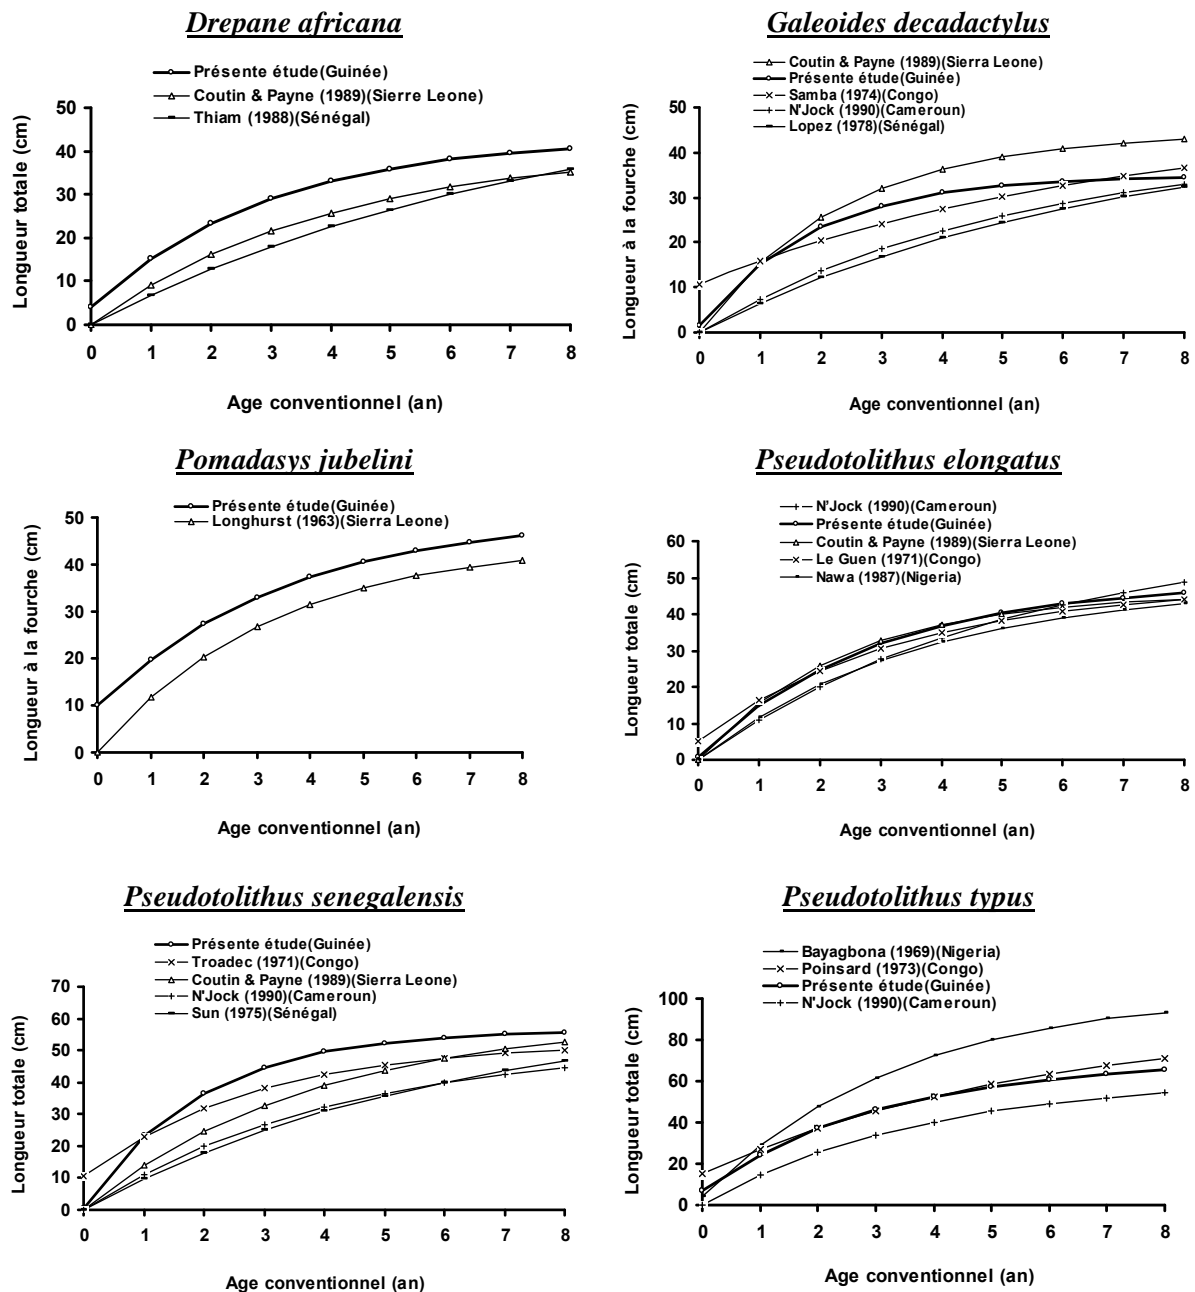 Drepane africana
Présente étude(Guinée)
Coutin & Payne (1989)(Sierre Leone)
Thiam (1988)(Sénégal)
Longueur totale (cm)
50
40
30
20
10
0
0 1 2 3 4 5 6 7 8
Age conventionnel (an)
Galeoides decadactylus
Coutin & Payne (1989)(Sierra Leone)
Présente étude(Guinée)
Samba (1974)(Congo)
N'Jock (1990)(Cameroun)
Lopez (1978)(Sénégal)
Longueur à la fourche (cm)
50
40
30
20
10
0
0 1 2 3 4 5 6 7 8
Age conventionnel (an)
Pomadasys jubelini
Présente étude(Guinée)
Longhurst (1963)(Sierra Leone)
Longueur à la fourche (cm)
50
40
30
20
10
0
0 1 2 3 4 5 6 7 8
Age conventionnel (an)
Pseudotolithus elongatus
N'Jock (1990)(Cameroun)
Présente étude(Guinée)
Coutin & Payne (1989)(Sierra Leone)
Le Guen (1971)(Congo)
Nawa (1987)(Nigeria)
Longueur totale (cm)
60
50
40
30
20
10
0
0 1 2 3 4 5 6 7 8
Age conventionnel (an)
Pseudotolithus senegalensis
Présente étude(Guinée)
Troadec (1971)(Congo)
Coutin & Payne (1989)(Sierra Leone)
N'Jock (1990)(Cameroun)
Sun (1975)(Sénégal)
Longueur totale (cm)
70
60
50
40
30
20
10
0
0 1 2 3 4 5 6 7 8
Age conventionnel (an)
Pseudotolithus typus
Bayagbona (1969)(Nigeria)
Poinsard (1973)(Congo)
Présente étude(Guinée)
N'Jock (1990)(Cameroun)
Longueur totale (cm)
100
80
60
40
20
0
0 1 2 3 4 5 6 7 8
Age conventionnel (an)